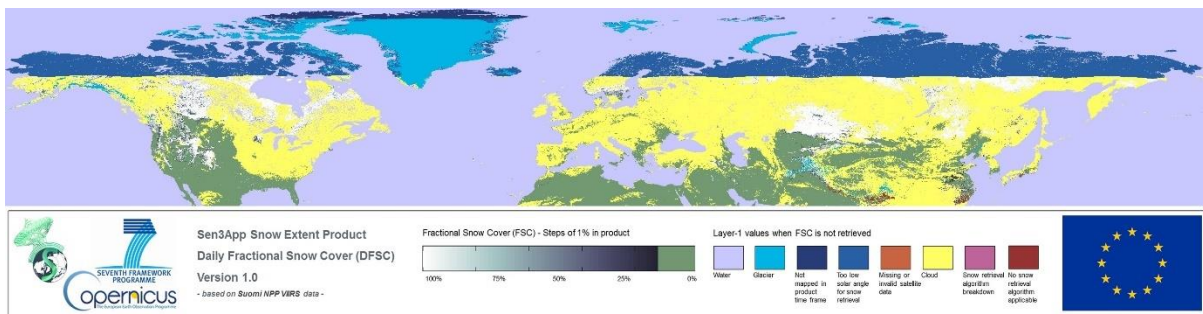 Sen3App Snow Extent Product
Daily Fractional Snow Cover (DFSC)
Version 1.0
- based on Suomi NPP VIIRS data -
SEVENTH FRAMEWORK
PROGRAMME
Copernicus
The European Earth Observation Programme
Fractional Snow Cover (FSC) - Steps of 1% in product
100%
75%
50%
25%
0%
Layer-1 values when FSC is not retrieved
Water
Glacier
Not
mapped in
product
time frame
Too low
solar angle
for snow
retrieval
Missing or
invalid satellite
data
Cloud
Snow retrieval
algorithm
breakdown
No snow
retrieval
algorithm
applicable